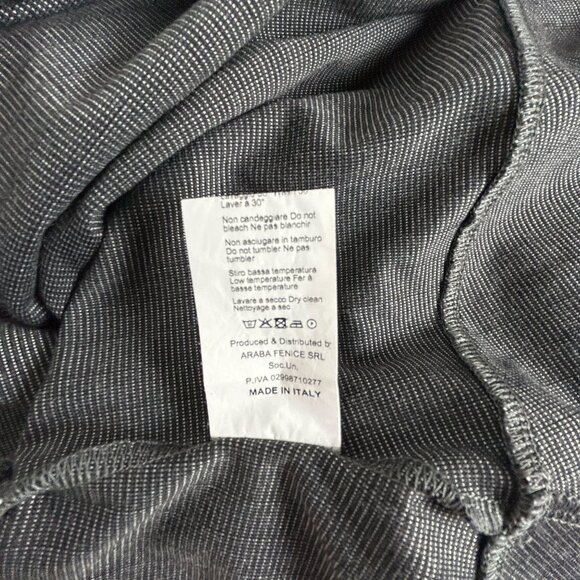 Laver à 30°
Non candeggiare Do not
bleach Ne pas blanchir
Non asciugare in tamburo
Do not tumbler Ne pas
tumbler
Stiro bassa temperatura
Low temperature Fer à
basse temperature
Lavare a secco Dry clean
Nettoyage a sec
Produced & Distributed by
ARABA FENICE SRL
Soc.Un.
P.IVA 02998710277
MADE IN ITALY